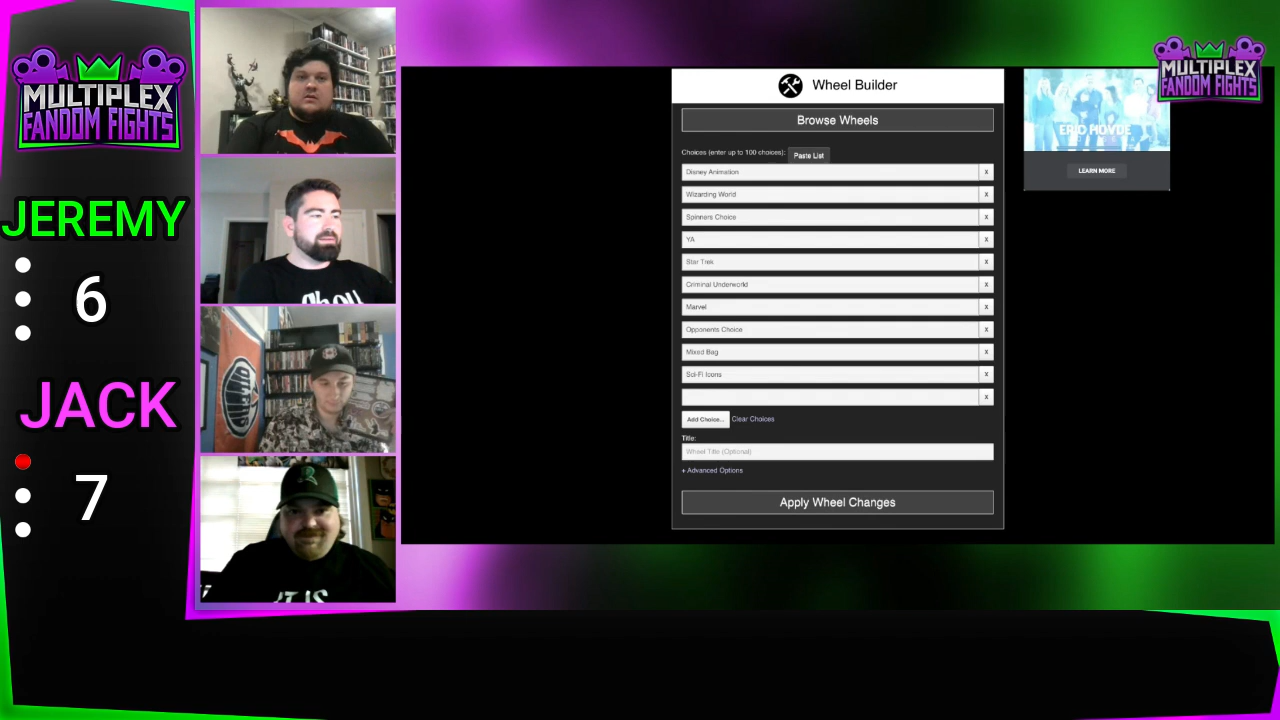 MULTIPLEX
FANDOM FIGHTS
JEREMY
6
JACK
7
Wheel Builder
Browse Wheels
Choices (enter up to 100 choices):
Paste List
Disney Animation
X
Wizarding World
X
Spinners Choice
X
YA
X
Star Trek
X
Criminal Underworld
X
Marvel
X
Opponents Choice
X
Mixed Bag
X
Sci-Fi Icons
X
X
Add Choice...
Clear Choices
Title:
Wheel Title (Optional)
+ Advanced Options
Apply Wheel Changes
MULTIPLEX
FANDOM FIGHTS
ERIC HOVDE
LEARN MORE